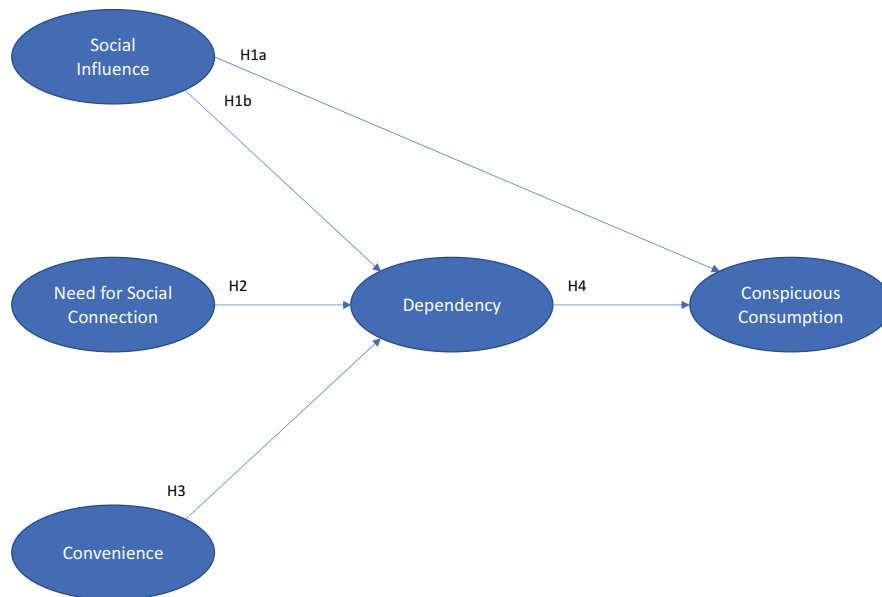 Social
Influence
H1a
H1b
Need for Social
Connection
H2
Dependency
H4
Conspicuous
Consumption
H3
Convenience